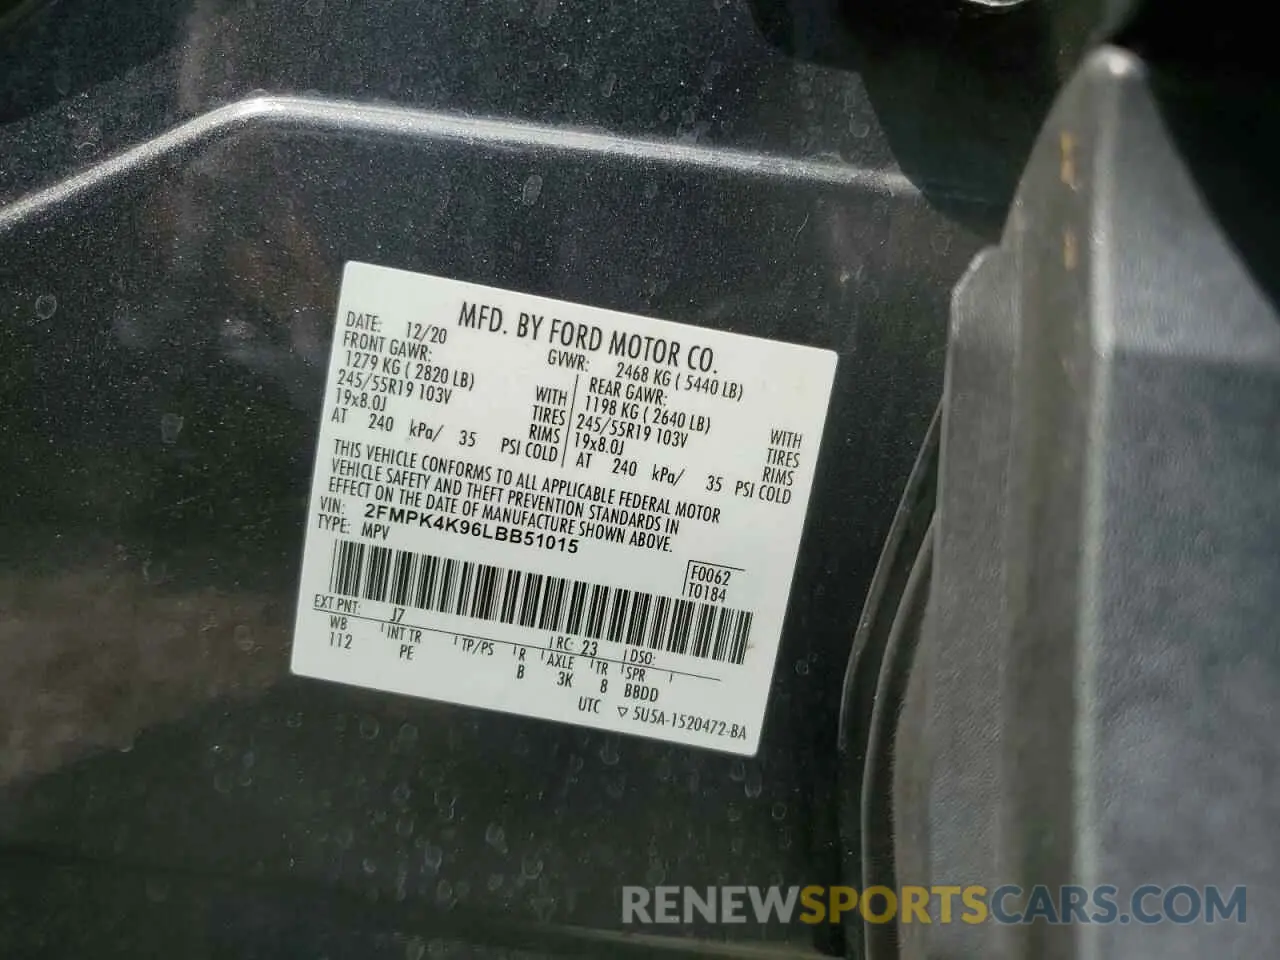 MFD. BY FORD MOTOR CO.
DATE: 12/20 GVWR: 2468 KG ( 5440 LB)
FRONT GAWR: REAR GAWR:
1279 KG ( 2820 LB) WITH 1198 KG ( 2640 LB) WITH
245/55R19 103V TIRES 245/55R19 103V TIRES
19x8.0J RIMS 19x8.0J RIMS
AT 240 kPa/ 35 PSI COLD AT 240 kPa/ 35 PSI COLD
THIS VEHICLE CONFORMS TO ALL APPLICABLE FEDERAL MOTOR
VEHICLE SAFETY AND THEFT PREVENTION STANDARDS IN
EFFECT ON THE DATE OF MANUFACTURE SHOWN ABOVE.
VIN: 2FMPK4K96LBB51015
TYPE: MPV
F0062
T0184
EXT PNT: J7 RC: 23 DSO:
WB INT TR TP/PS R AXLE TR SPR
112 PE B 3K 8 BBDD
UTC ▽ 5U5A-1520472-BA
RENEWSPORTSCARS.COM